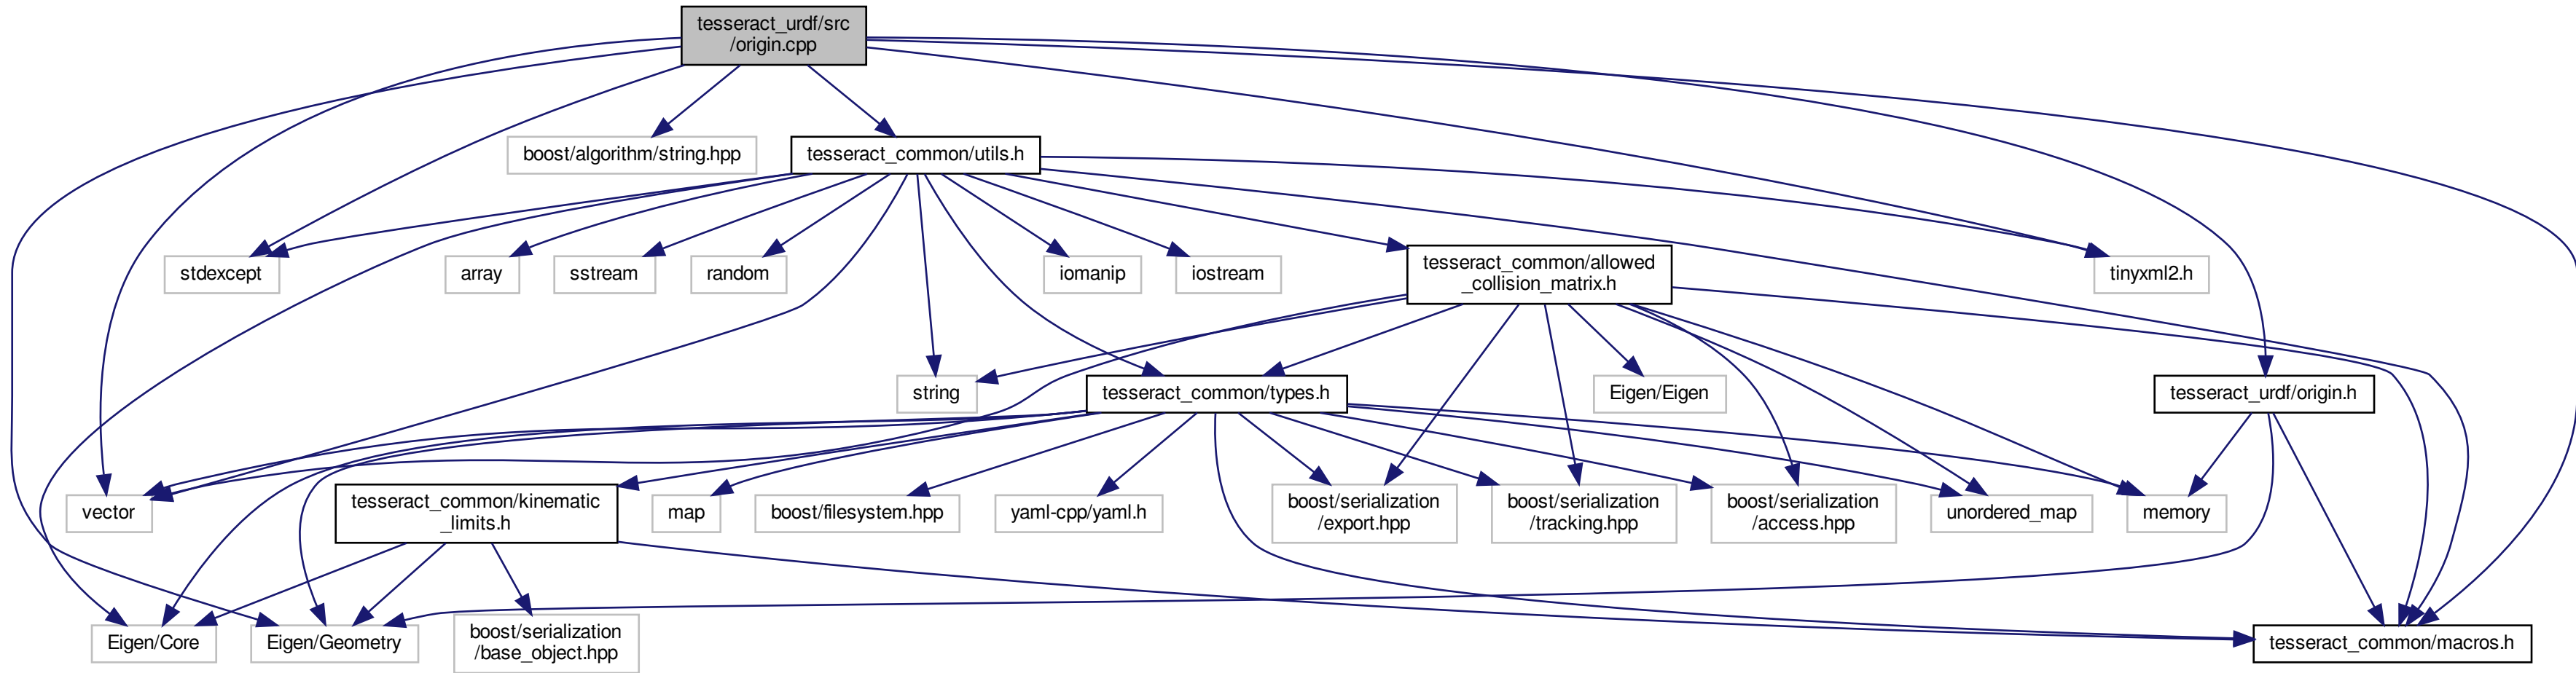 tesseract_urdf/src
/origin.cpp
boost/algorithm/string.hpp
tesseract_common/utils.h
stdexcept
array
sstream
random
iomanip
iostream
tesseract_common/allowed
_collision_matrix.h
tinyxml2.h
string
tesseract_common/types.h
Eigen/Eigen
tesseract_urdf/origin.h
vector
tesseract_common/kinematic
_limits.h
map
boost/filesystem.hpp
yaml-cpp/yaml.h
boost/serialization
/export.hpp
boost/serialization
/tracking.hpp
boost/serialization
/access.hpp
unordered_map
memory
Eigen/Core
Eigen/Geometry
boost/serialization
/base_object.hpp
tesseract_common/macros.h